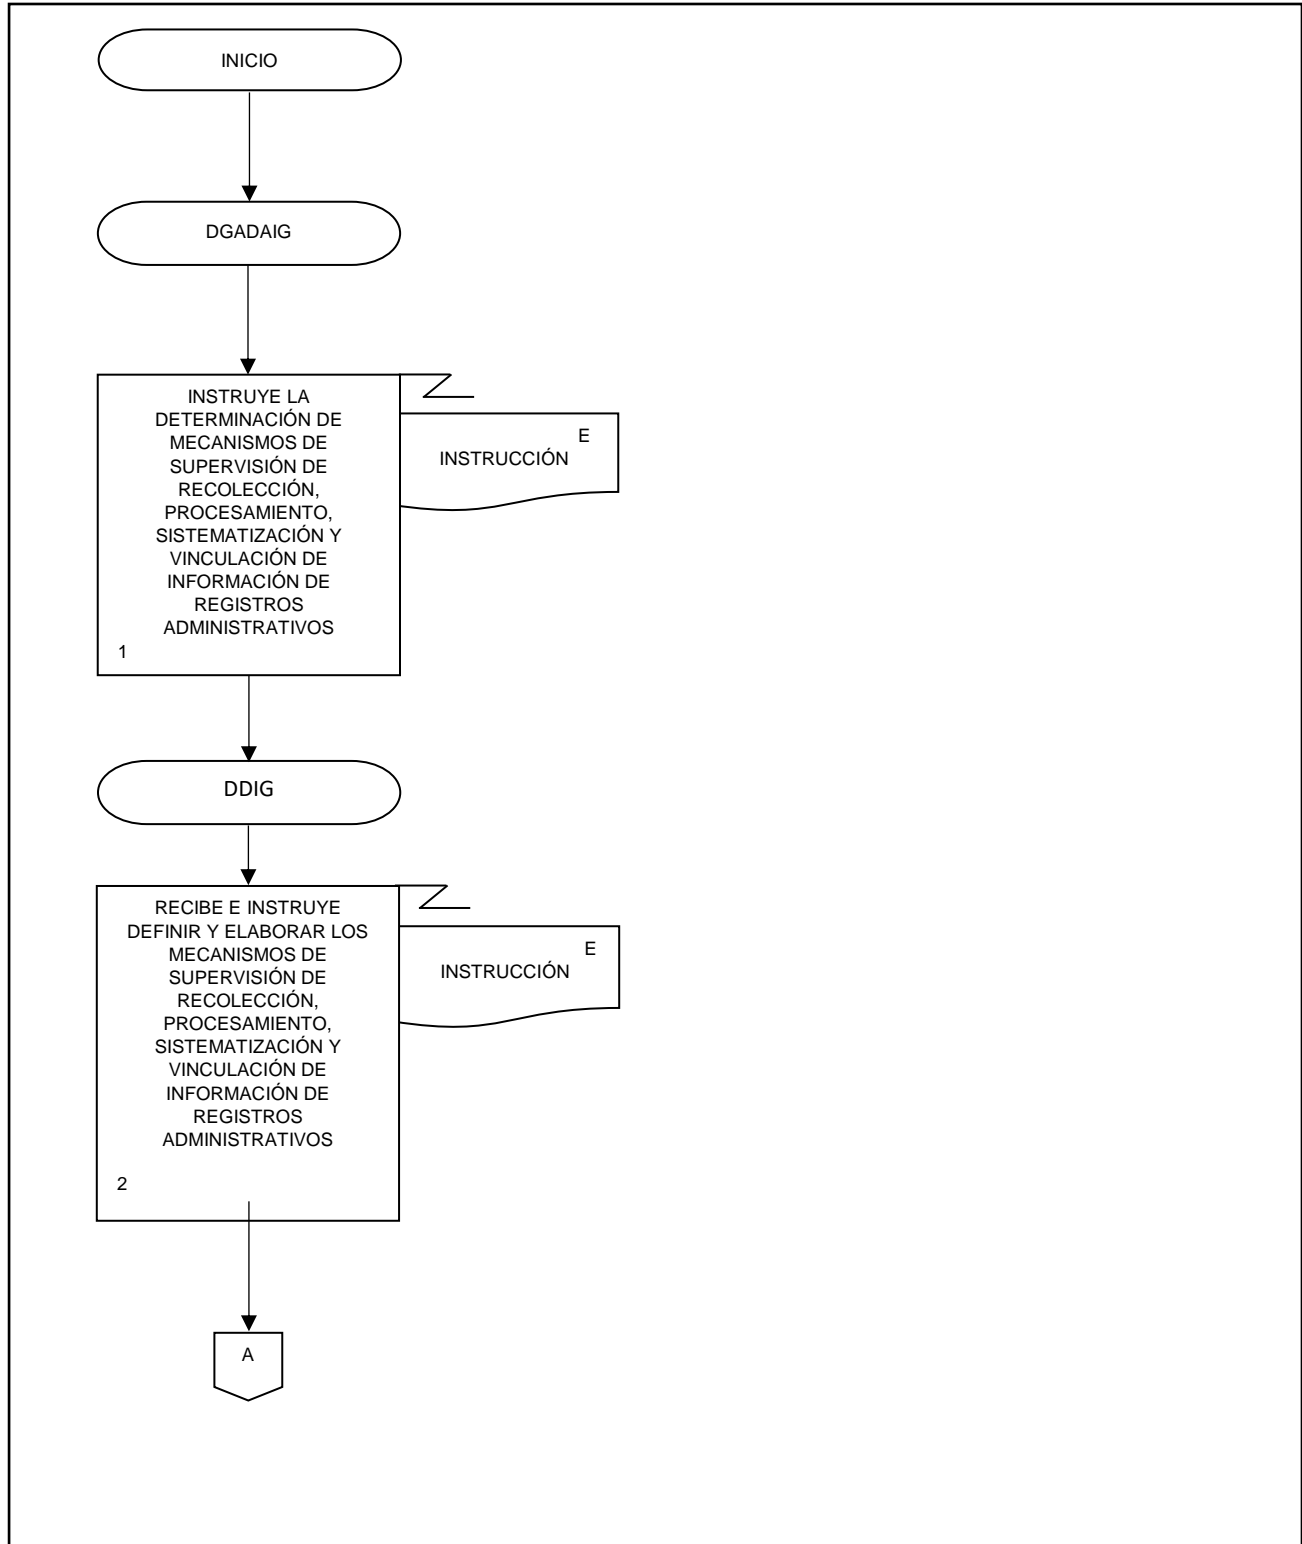 INICIO
DGADAIG
INSTRUYE LA
DETERMINACIÓN DE
MECANISMOS DE
SUPERVISIÓN DE
RECOLECCIÓN,
PROCESAMIENTO,
SISTEMATIZACIÓN Y
VINCULACIÓN DE
INFORMACIÓN DE
REGISTROS
ADMINISTRATIVOS
1
E
INSTRUCCIÓN
DDIG
RECIBE E INSTRUYE
DEFINIR Y ELABORAR LOS
MECANISMOS DE
SUPERVISIÓN DE
RECOLECCIÓN,
PROCESAMIENTO,
SISTEMATIZACIÓN Y
VINCULACIÓN DE
INFORMACIÓN DE
REGISTROS
ADMINISTRATIVOS
2
E
INSTRUCCIÓN
A